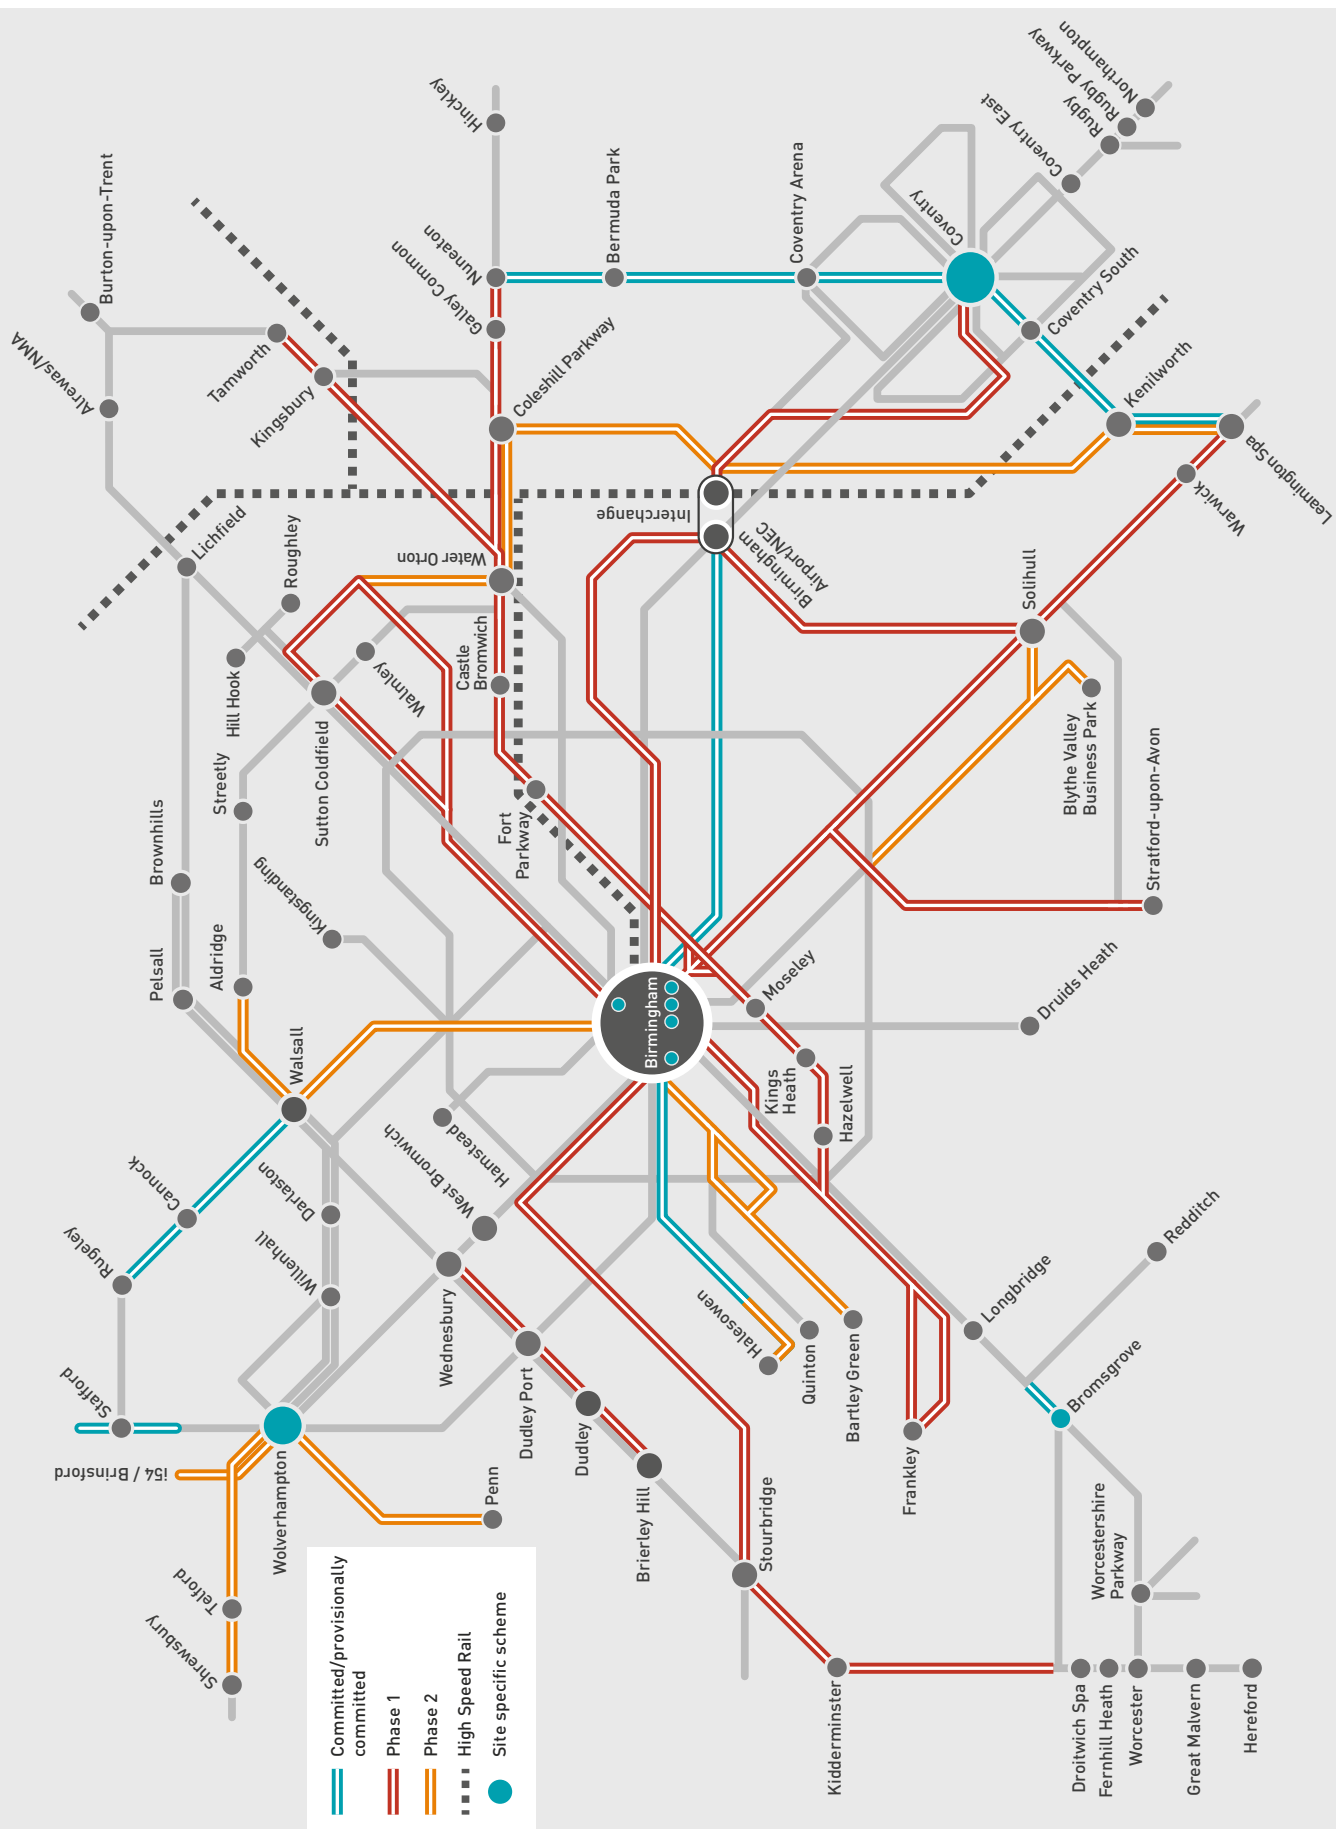 Shrewsbury
Telford
i54 / Brinsford
Stafford
Rugeley
Cannock
Wolverhampton
Penn
Willenhall
Darlaston
Walsall
Pelsall
Brownhills
Aldridge
Streetly
Kingstanding
Hill Hook
Roughley
Lichfield
Alrewas/NMA
Burton-upon-Trent
Tamworth
Kingsbury
Sutton Coldfield
Walmley
Water Orton
Castle
Bromwich
Fort
Parkway
Coleshill Parkway
Galley Common
Nuneaton
Hinckley
Bermuda Park
Coventry Arena
Coventry
Coventry East
Rugby
Rugby Parkway
Northampton
Coventry South
Kenilworth
Leamington Spa
Warwick
Interchange
Birmingham
Airport/NEC
Solihull
Blythe Valley
Business Park
Stratford-upon-Avon
Birmingham
Moseley
Kings
Heath
Hazelwell
Druids Heath
Hamstead
West Bromwich
Wednesbury
Dudley Port
Dudley
Brierley Hill
Stourbridge
Halesowen
Quinton
Bartley Green
Frankley
Longbridge
Redditch
Bromsgrove
Worcestershire
Parkway
Kidderminster
Droitwich Spa
Fernhill Heath
Worcester
Great Malvern
Hereford
Committed/provisionally
committed
Phase 1
Phase 2
High Speed Rail
Site specific scheme